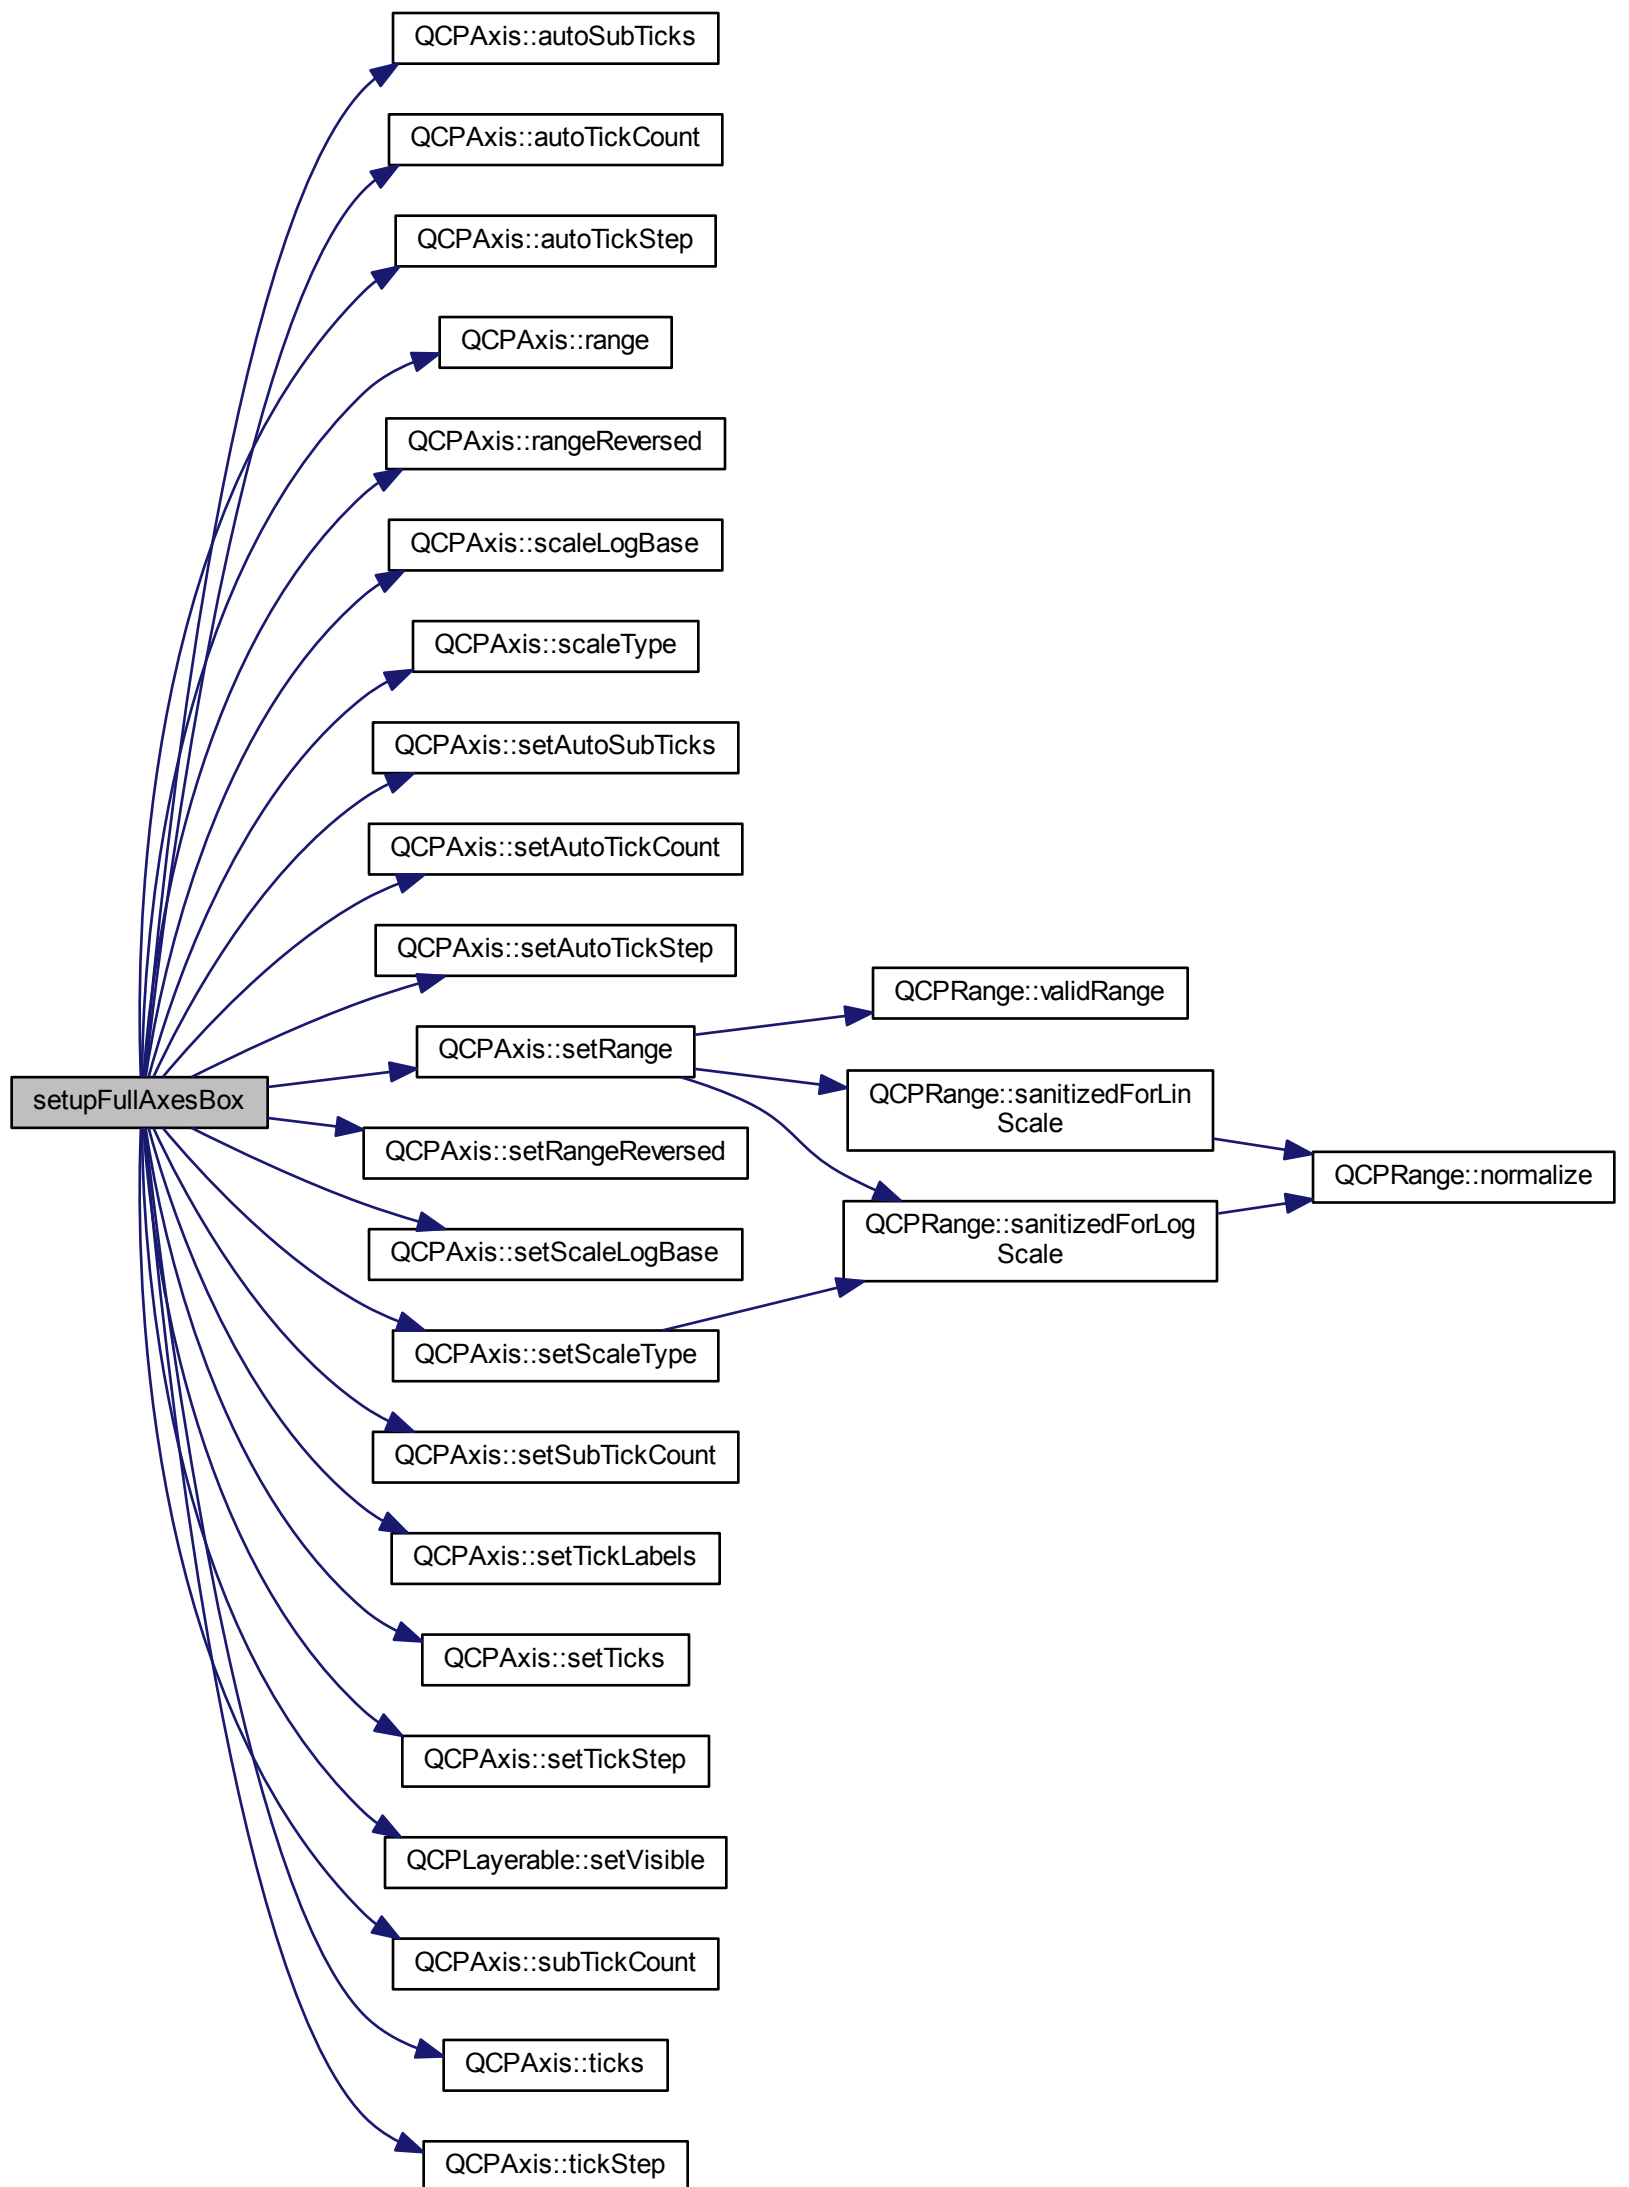 QCPAxis::autoSubTicks
QCPAxis::autoTickCount
QCPAxis::autoTickStep
QCPAxis::range
QCPAxis::rangeReversed
QCPAxis::scaleLogBase
QCPAxis::scaleType
QCPAxis::setAutoSubTicks
QCPAxis::setAutoTickCount
QCPAxis::setAutoTickStep
QCPAxis::setRange
setupFullAxesBox
QCPAxis::setRangeReversed
QCPAxis::setScaleLogBase
QCPAxis::setScaleType
QCPAxis::setSubTickCount
QCPAxis::setTickLabels
QCPAxis::setTicks
QCPAxis::setTickStep
QCPLayerable::setVisible
QCPAxis::subTickCount
QCPAxis::ticks
QCPAxis::tickStep
QCPRange::validRange
QCPRange::sanitizedForLin
Scale
QCPRange::sanitizedForLog
Scale
QCPRange::normalize